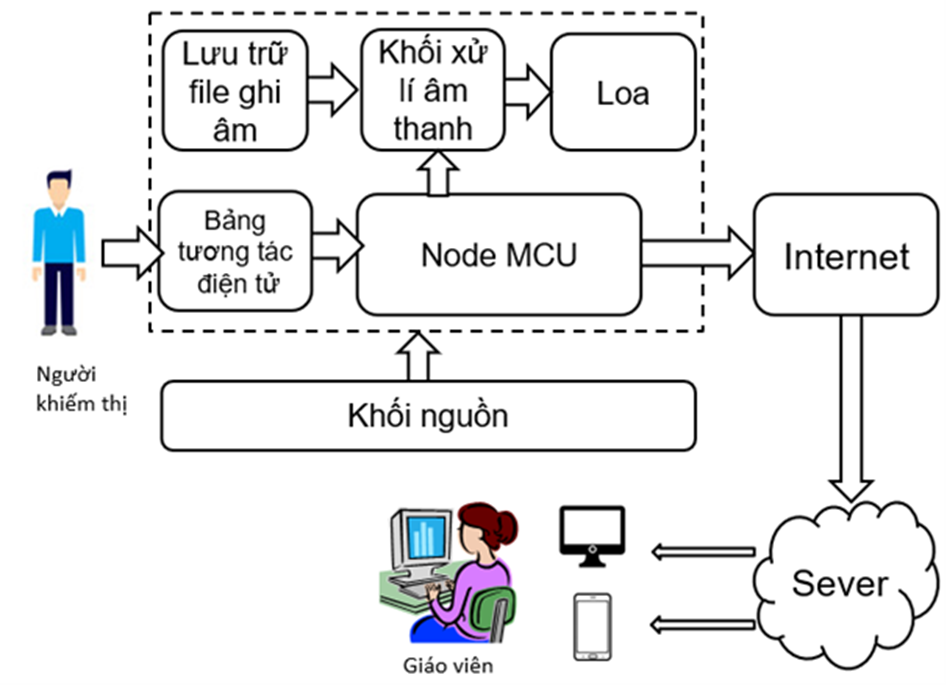 Lưu trữ
file ghi
âm
Khối xử
lí âm
thanh
Loa
Bảng
tương tác
điện tử
Node MCU
Internet
Người
khiếm thị
Khối nguồn
Sever
Giáo viên